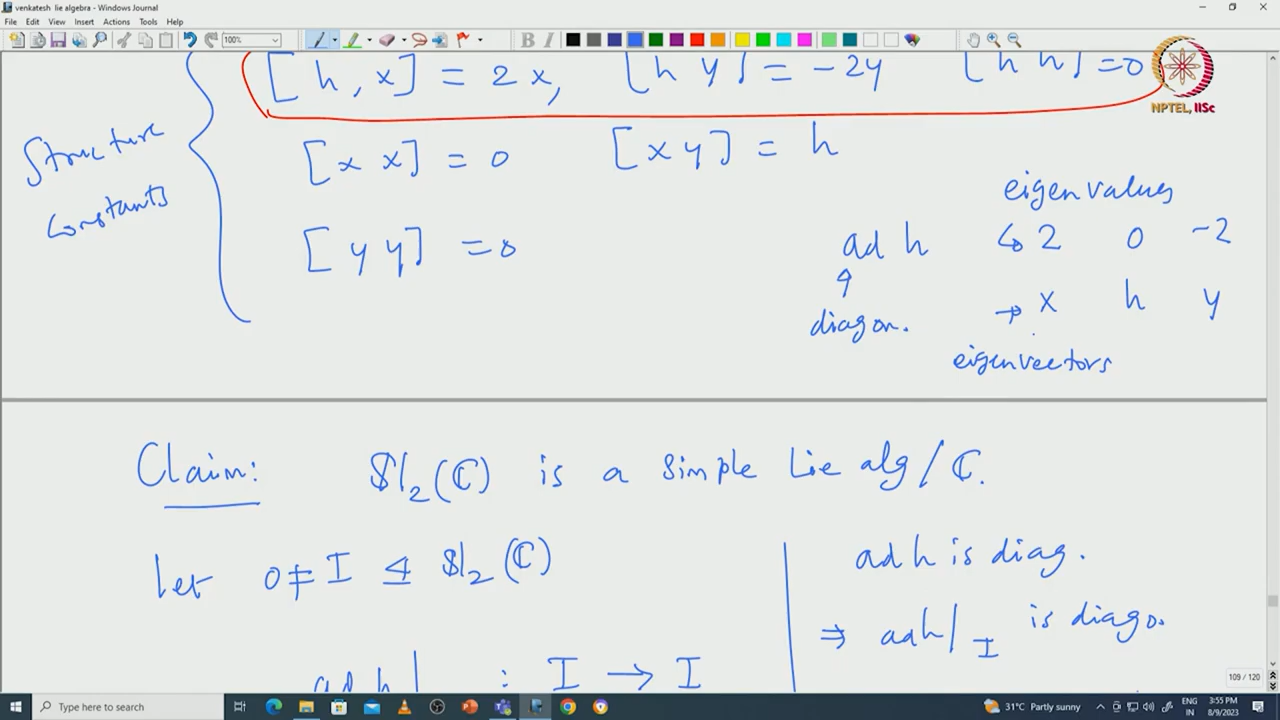 venkatesh lie algebra - Windows Journal
File Edit View Insert Actions Tools Help
100%
B I
[h, x] = 2x, [h y] = -2y [h h] = 0
NPTEL, IISc
Structure
constants
[x x] = 0 [x y] = h
[y y] = 0
eigenvalues
ad h ↪ 2 0 -2
↑
diagon. → x h y
eigenvectors
Claim: sl₂(ℂ) is a simple Lie alg/ℂ.
Let 0 ≠ I ⊴ sl₂(ℂ)
ad h is diag.
⇒ ad h|_I is diago.
ad h| : I → I
109 / 120
Type here to search
31°C Partly sunny
ENG
IN
3:55 PM
8/9/2023